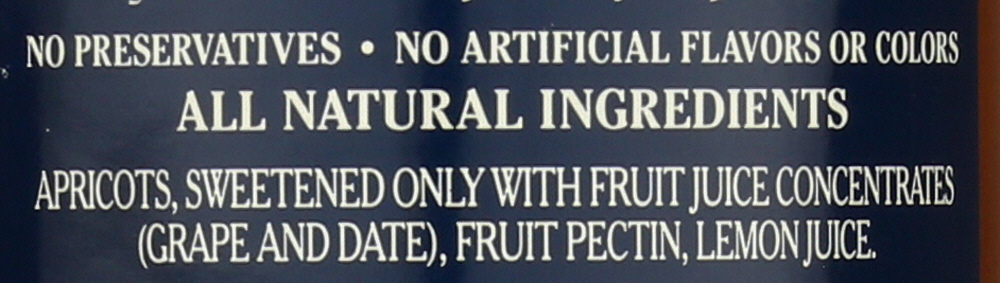 NO PRESERVATIVES • NO ARTIFICIAL FLAVORS OR COLORS
ALL NATURAL INGREDIENTS
APRICOTS, SWEETENED ONLY WITH FRUIT JUICE CONCENTRATES
(GRAPE AND DATE), FRUIT PECTIN, LEMON JUICE.